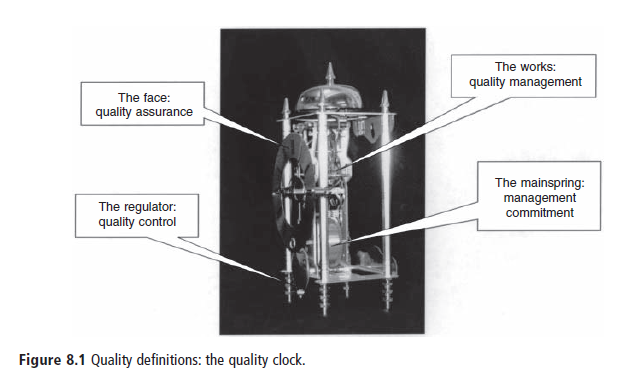 The face:
quality assurance
The works:
quality management
The regulator:
quality control
The mainspring:
management
commitment
Figure 8.1 Quality definitions: the quality clock.